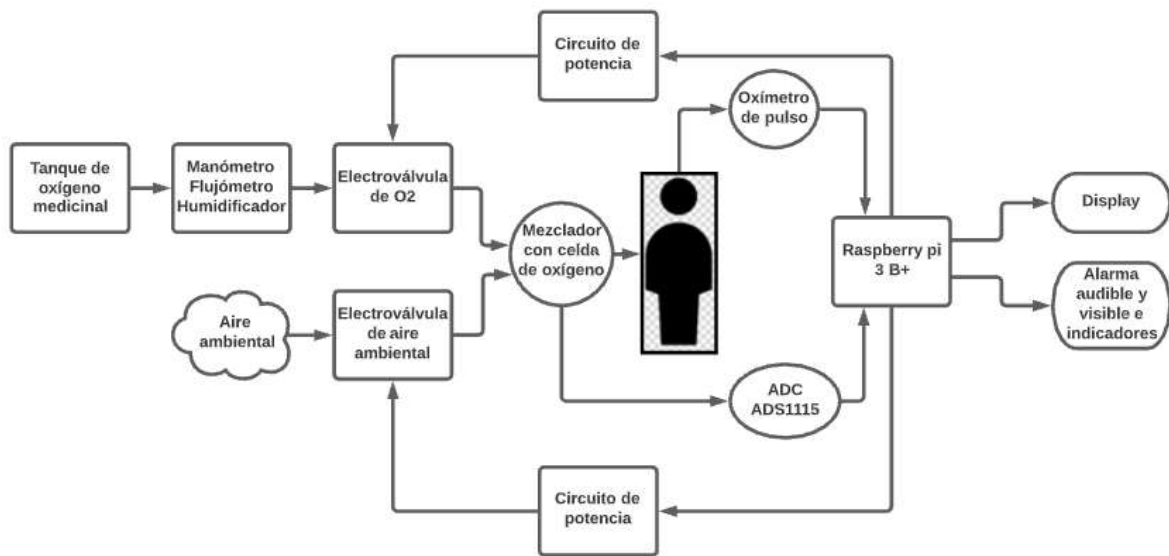 Circuito de
potencia
Oxímetro
de pulso
Tanque de
oxígeno
medicinal
Manómetro
Flujómetro
Humidificador
Electroválvula
de O2
Mezclador
con celda
de oxígeno
Raspberry pi
3 B+
Display
Alarma
audible y
visible e
indicadores
Aire
ambiental
Electroválvula
de aire
ambiental
ADC
ADS1115
Circuito de
potencia